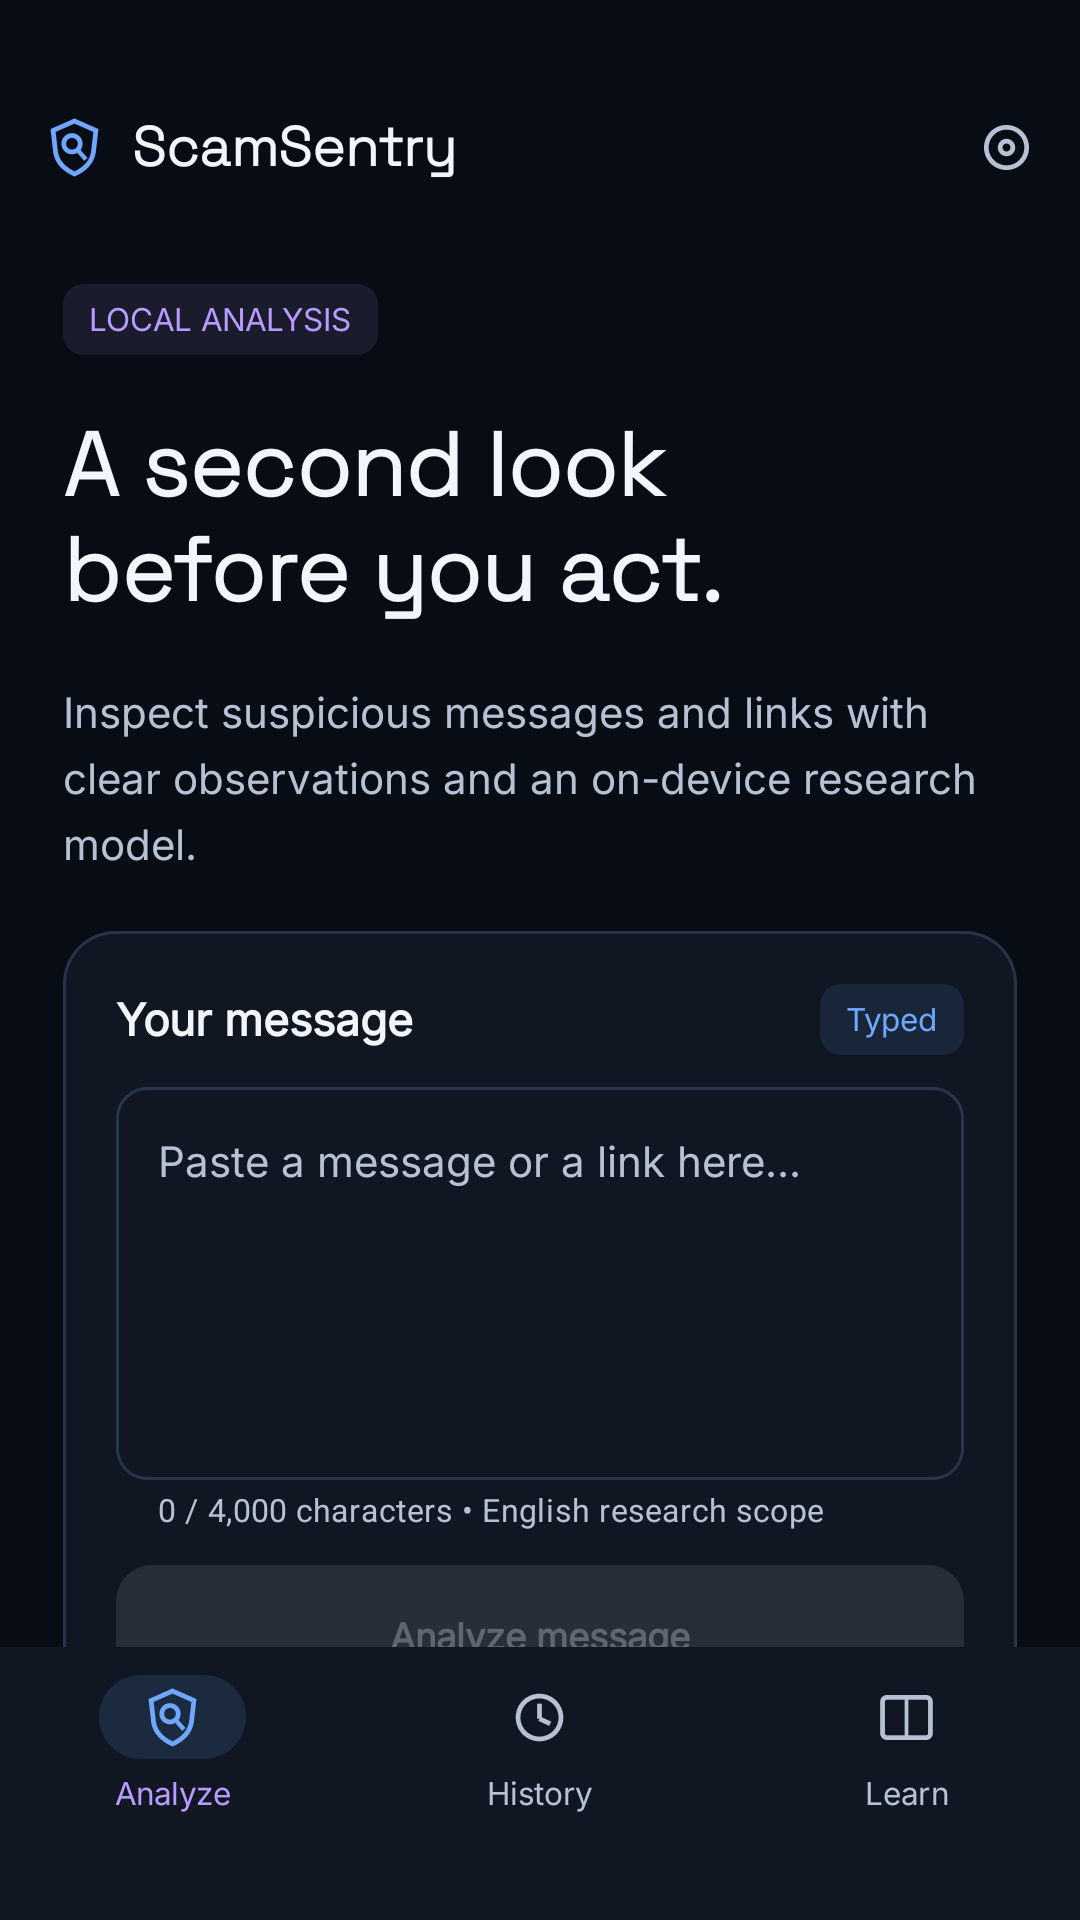 ScamSentry
LOCAL ANALYSIS
A second look
before you act.
Inspect suspicious messages and links with
clear observations and an on-device research
model.
Your message
Typed
Paste a message or a link here...
0 / 4,000 characters • English research scope
Analyze message
Analyze
History
Learn